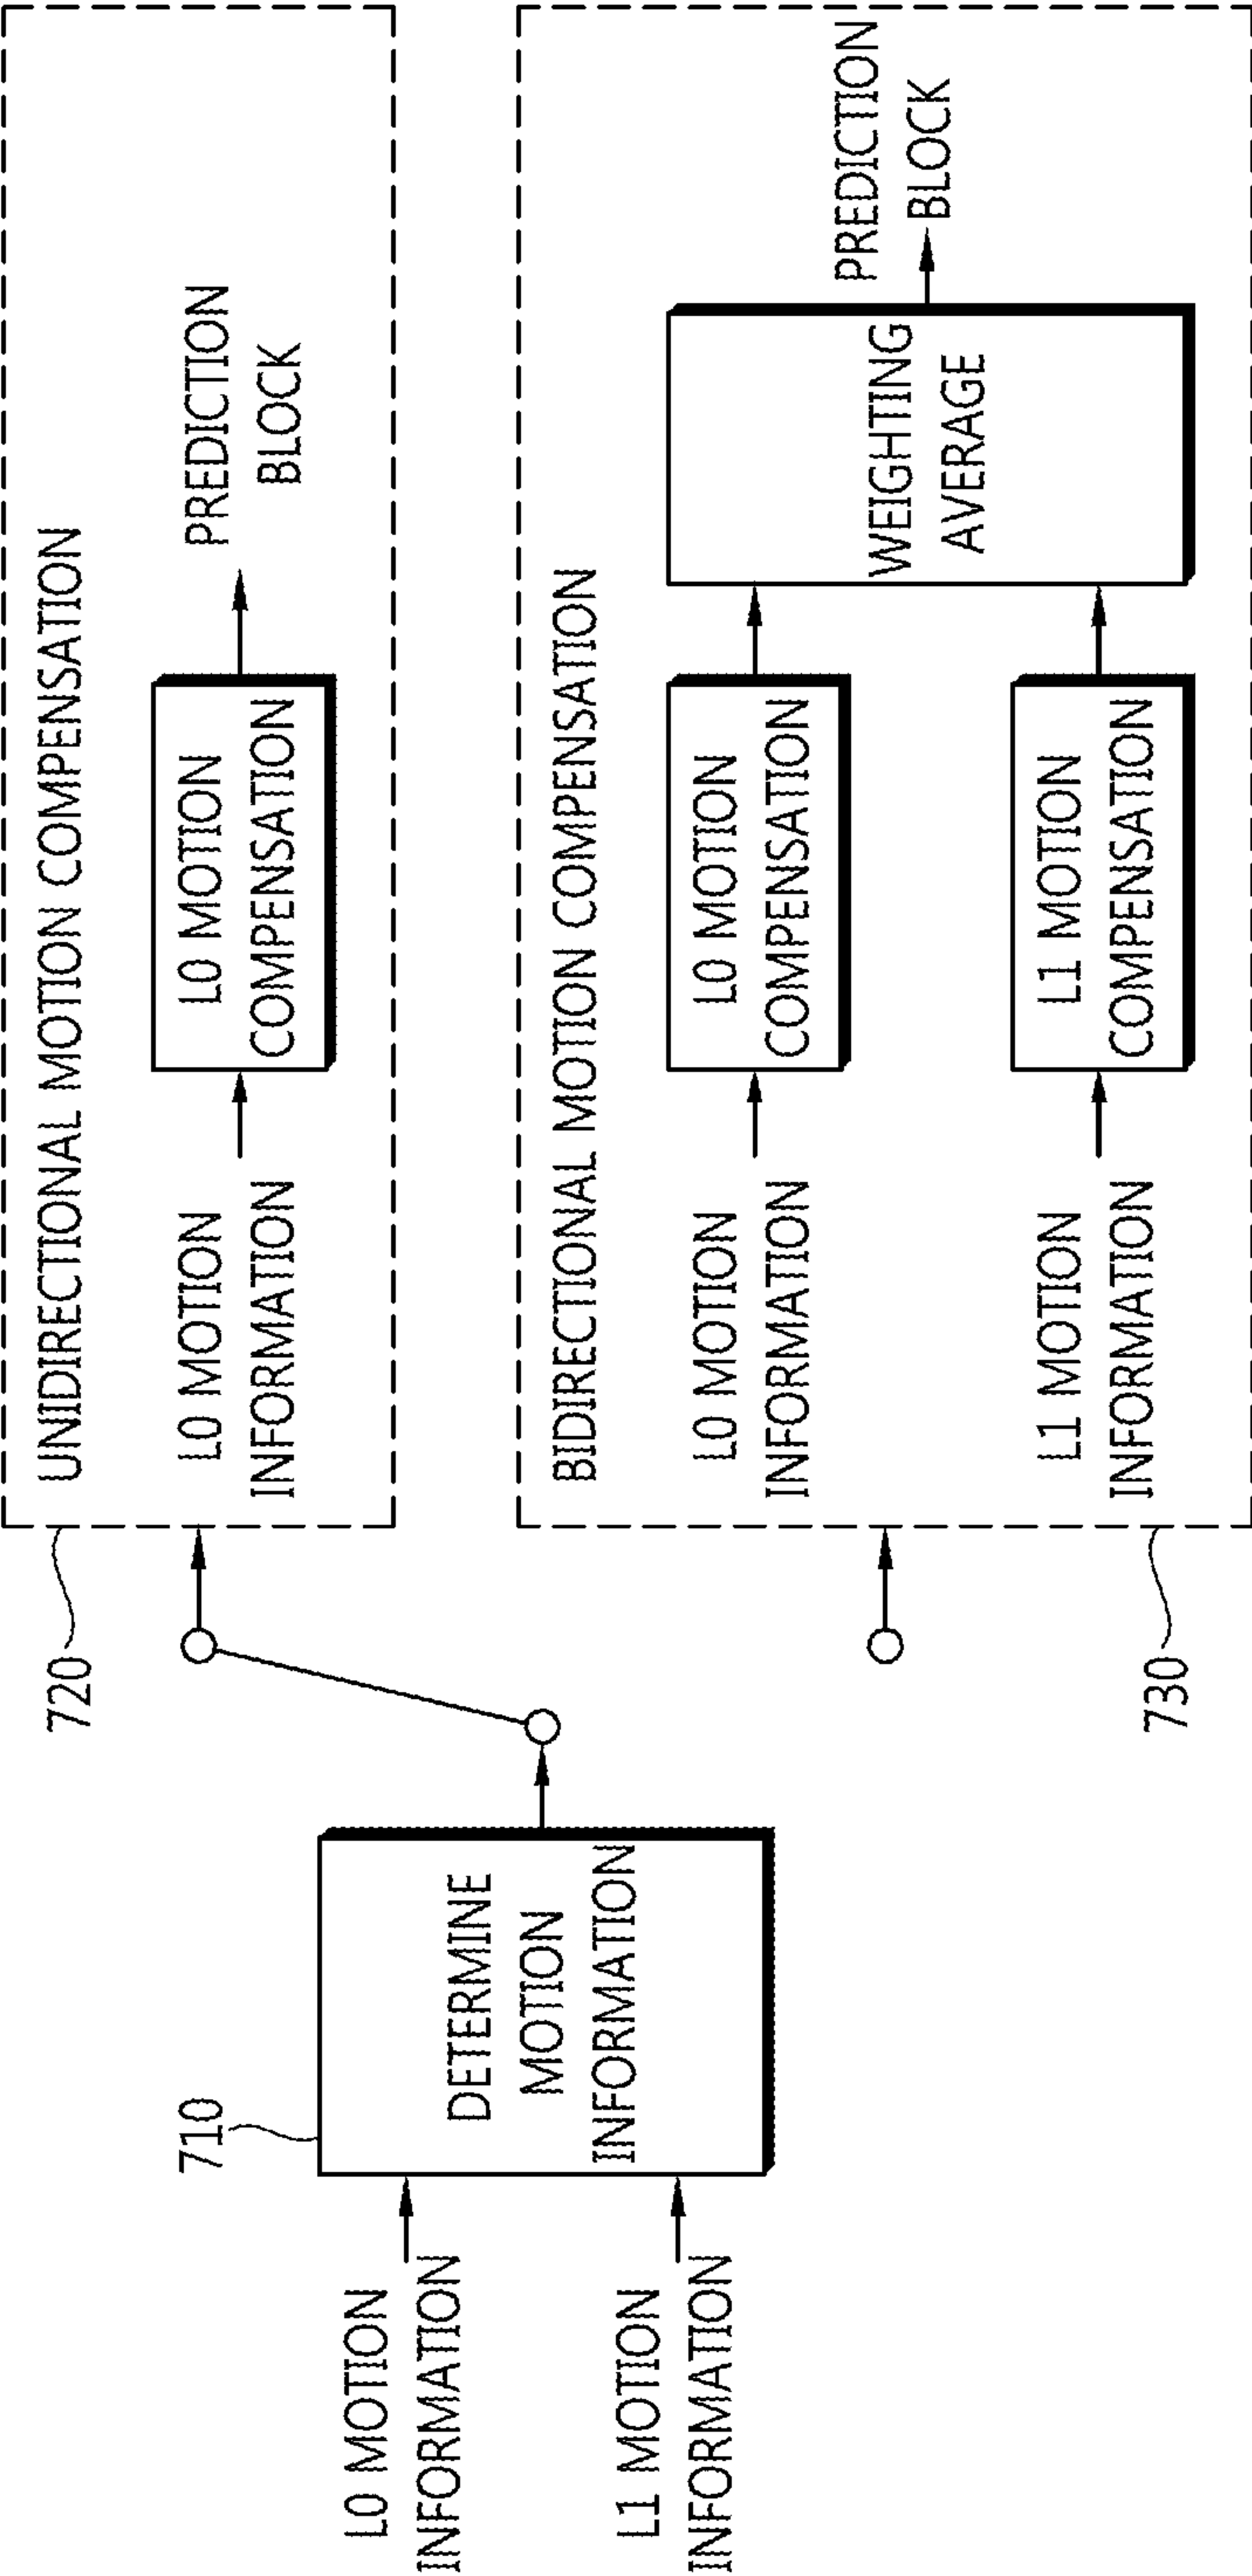 L0 MOTION
INFORMATION
L1 MOTION
INFORMATION
710
DETERMINE
MOTION
INFORMATION
720
UNIDIRECTIONAL MOTION COMPENSATION
L0 MOTION
INFORMATION
L0 MOTION
COMPENSATION
PREDICTION
BLOCK
730
BIDIRECTIONAL MOTION COMPENSATION
L0 MOTION
INFORMATION
L0 MOTION
COMPENSATION
L1 MOTION
INFORMATION
L1 MOTION
COMPENSATION
WEIGHTING
AVERAGE
PREDICTION
BLOCK